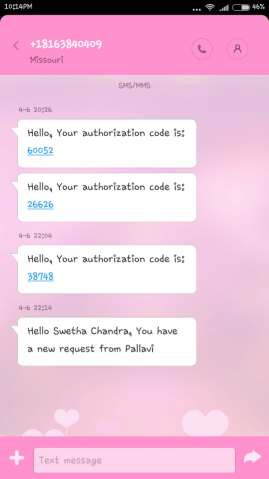 10:14PM
... 46%
+18163840409
Missouri
SMS/MMS
4-6 20:26
Hello, Your authorization code is:
60052
Hello, Your authorization code is:
26626
4-6 22:04
Hello, Your authorization code is:
38748
4-6 22:14
Hello Swetha Chandra, You have
a new request from Pallavi
Text message